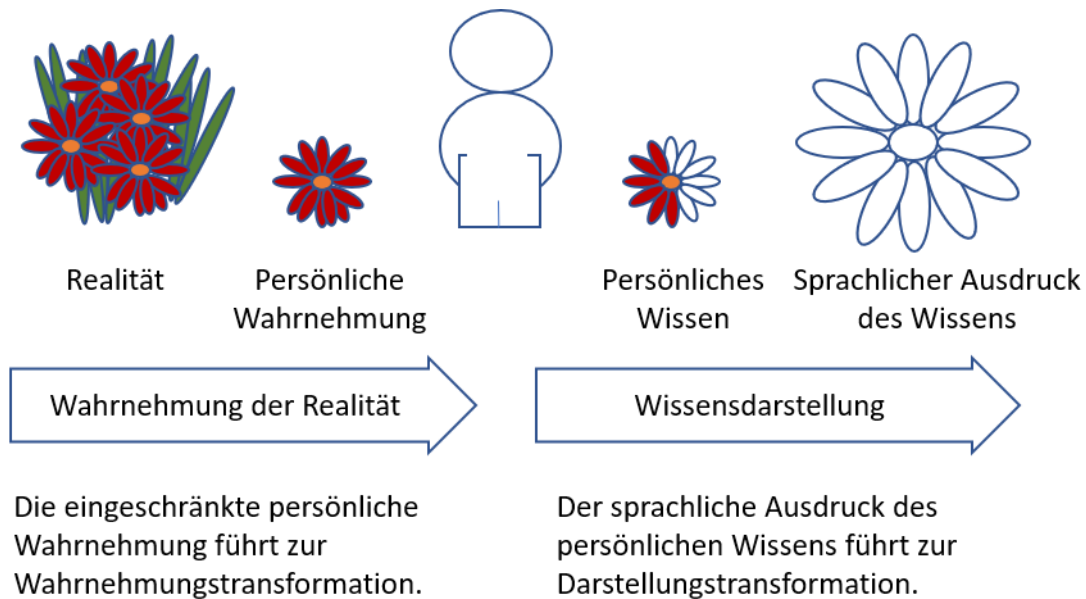 Realität
Persönliche
Wahrnehmung
Persönliches
Wissen
Sprachlicher Ausdruck
des Wissens
Wahrnehmung der Realität
Wissensdarstellung
Die eingeschränkte persönliche
Wahrnehmung führt zur
Wahrnehmungstransformation.
Der sprachliche Ausdruck des
persönlichen Wissens führt zur
Darstellungstransformation.